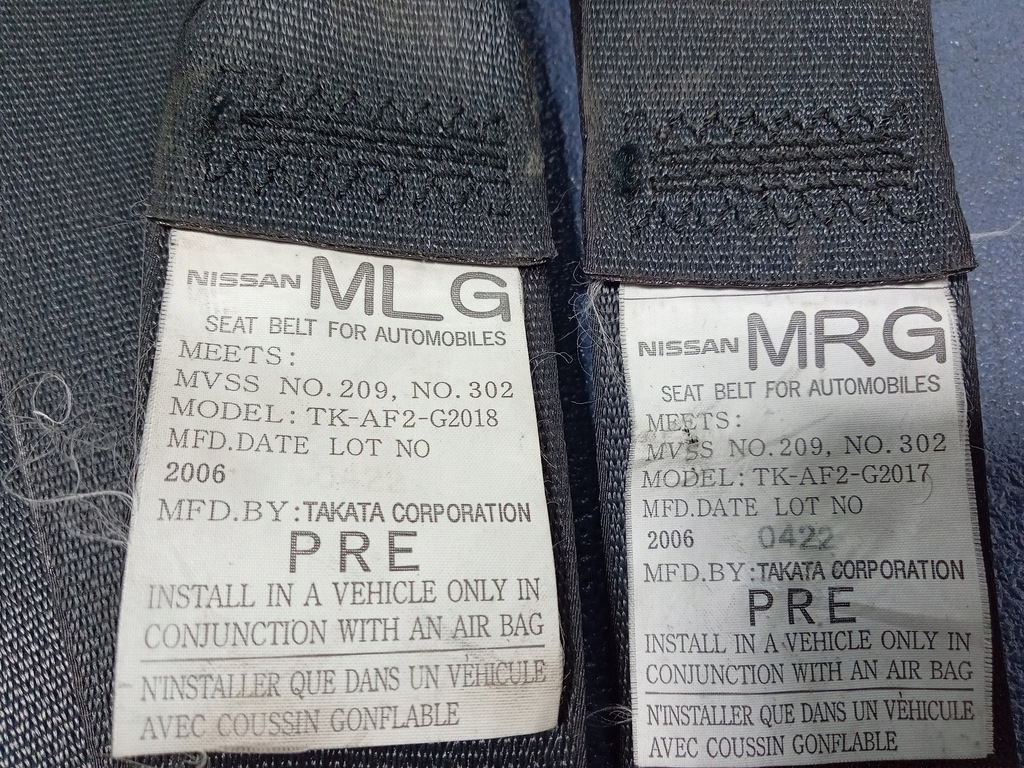 NISSAN MLG
SEAT BELT FOR AUTOMOBILES
MEETS:
MVSS NO.209, NO.302
MODEL: TK-AF2-G2018
MFD.DATE LOT NO
2006
MFD.BY: TAKATA CORPORATION
PRE
INSTALL IN A VEHICLE ONLY IN
CONJUNCTION WITH AN AIR BAG
N'INSTALLER QUE DANS UN VÉHICULE
AVEC COUSSIN GONFLABLE
NISSAN MRG
SEAT BELT FOR AUTOMOBILES
MEETS:
MVSS NO.209, NO.302
MODEL: TK-AF2-G2017
MFD.DATE LOT NO
2006 0422
MFD.BY: TAKATA CORPORATION
PRE
INSTALL IN A VEHICLE ONLY IN
CONJUNCTION WITH AN AIR BAG
N'INSTALLER QUE DANS UN VÈHICULE
AVEC COUSSIN GONFLABLE